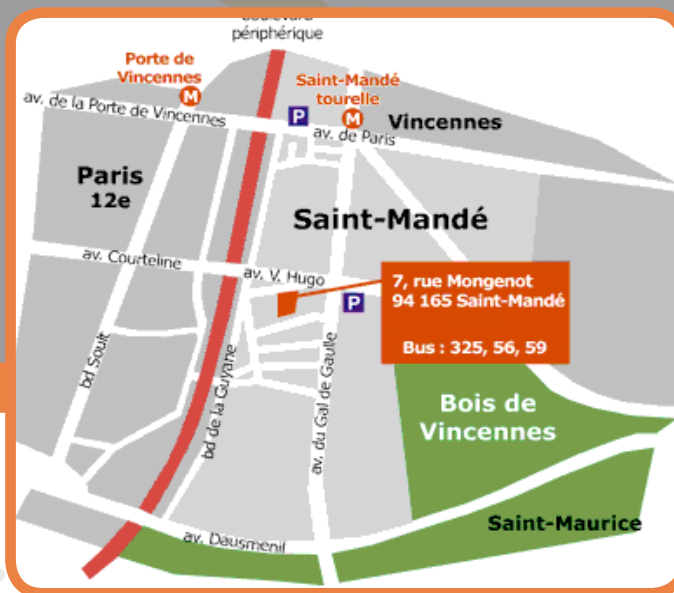 boulevard
périphérique
Porte de
Vincennes
M
Saint-Mandé
tourelle
M
av. de la Porte de Vincennes
P
av. de Paris
Vincennes
Paris
12e
Saint-Mandé
av. Courteline
av. V. Hugo
P
7, rue Mongenot
94 165 Saint-Mandé
Bus : 325, 56, 59
bd Soult
bd de la Guyane
av. du Gal de Gaulle
Bois de
Vincennes
av. Dausmenil
Saint-Maurice